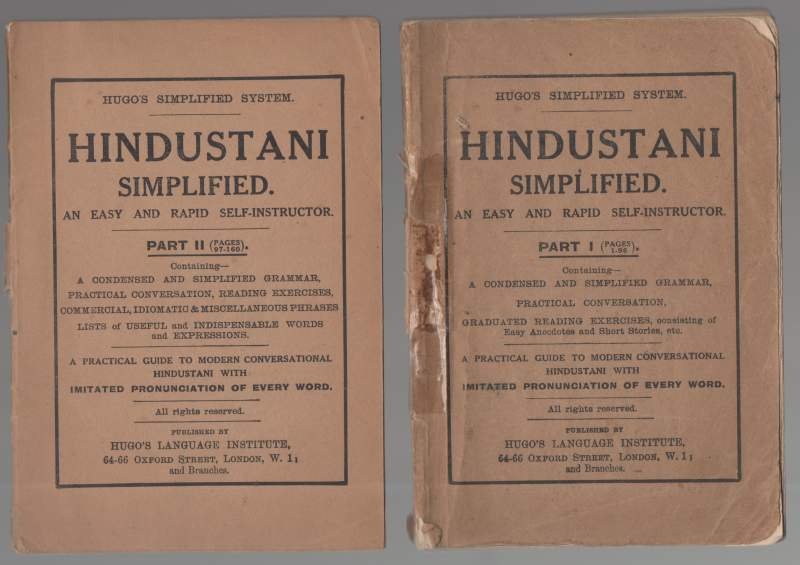 HUGO'S SIMPLIFIED SYSTEM.
HINDUSTANI
SIMPLIFIED.
AN EASY AND RAPID SELF-INSTRUCTOR.
PART II (PAGES 97-160).
Containing—
A CONDENSED AND SIMPLIFIED GRAMMAR,
PRACTICAL CONVERSATION, READING EXERCISES,
COMMERCIAL, IDIOMATIC & MISCELLANEOUS PHRASES
LISTS of USEFUL and INDISPENSABLE WORDS
and EXPRESSIONS.
A PRACTICAL GUIDE TO MODERN CONVERSATIONAL
HINDUSTANI WITH
IMITATED PRONUNCIATION OF EVERY WORD.
All rights reserved.
PUBLISHED BY
HUGO'S LANGUAGE INSTITUTE,
64-66 OXFORD STREET, LONDON, W. 1;
and Branches.
HUGO'S SIMPLIFIED SYSTEM.
HINDUSTANI
SIMPLIFIED.
AN EASY AND RAPID SELF-INSTRUCTOR.
PART I (PAGES 1-96).
Containing—
A CONDENSED AND SIMPLIFIED GRAMMAR,
PRACTICAL CONVERSATION,
GRADUATED READING EXERCISES, consisting of
Easy Anecdotes and Short Stories, etc.
A PRACTICAL GUIDE TO MODERN CONVERSATIONAL
HINDUSTANI WITH
IMITATED PRONUNCIATION OF EVERY WORD.
All rights reserved.
PUBLISHED BY
HUGO'S LANGUAGE INSTITUTE,
64-66 OXFORD STREET, LONDON, W. 1;
and Branches.